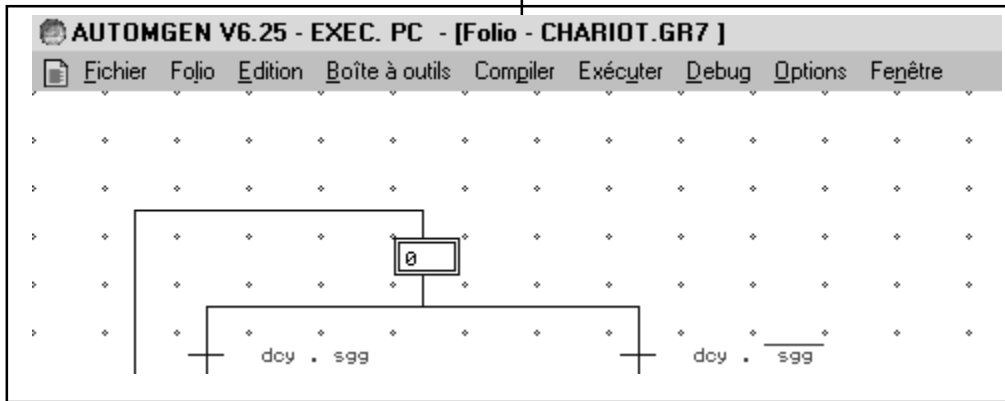 AUTOMGEN V6.25 - EXEC. PC - [Folio - CHARIOT.GR7 ]
Fichier Folio Edition Boîte à outils Compiler Exécuter Debug Options Fenêtre
0
dcy . sgg dcy . s̅g̅g̅